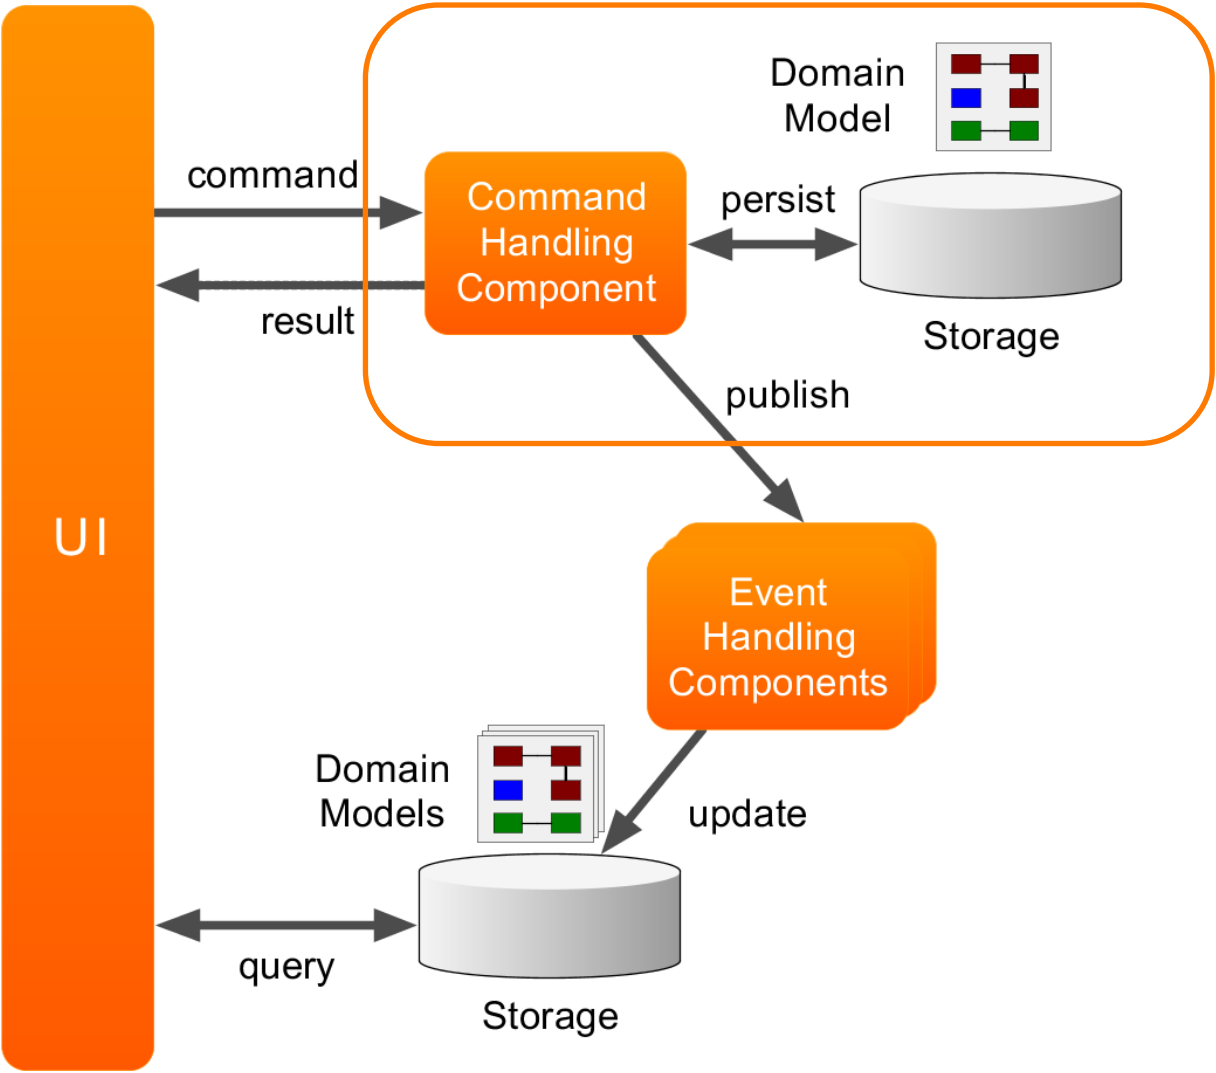 Domain
Model
command
Command
Handling
Component
persist
result
Storage
publish
UI
Event
Handling
Components
Domain
Models
update
query
Storage